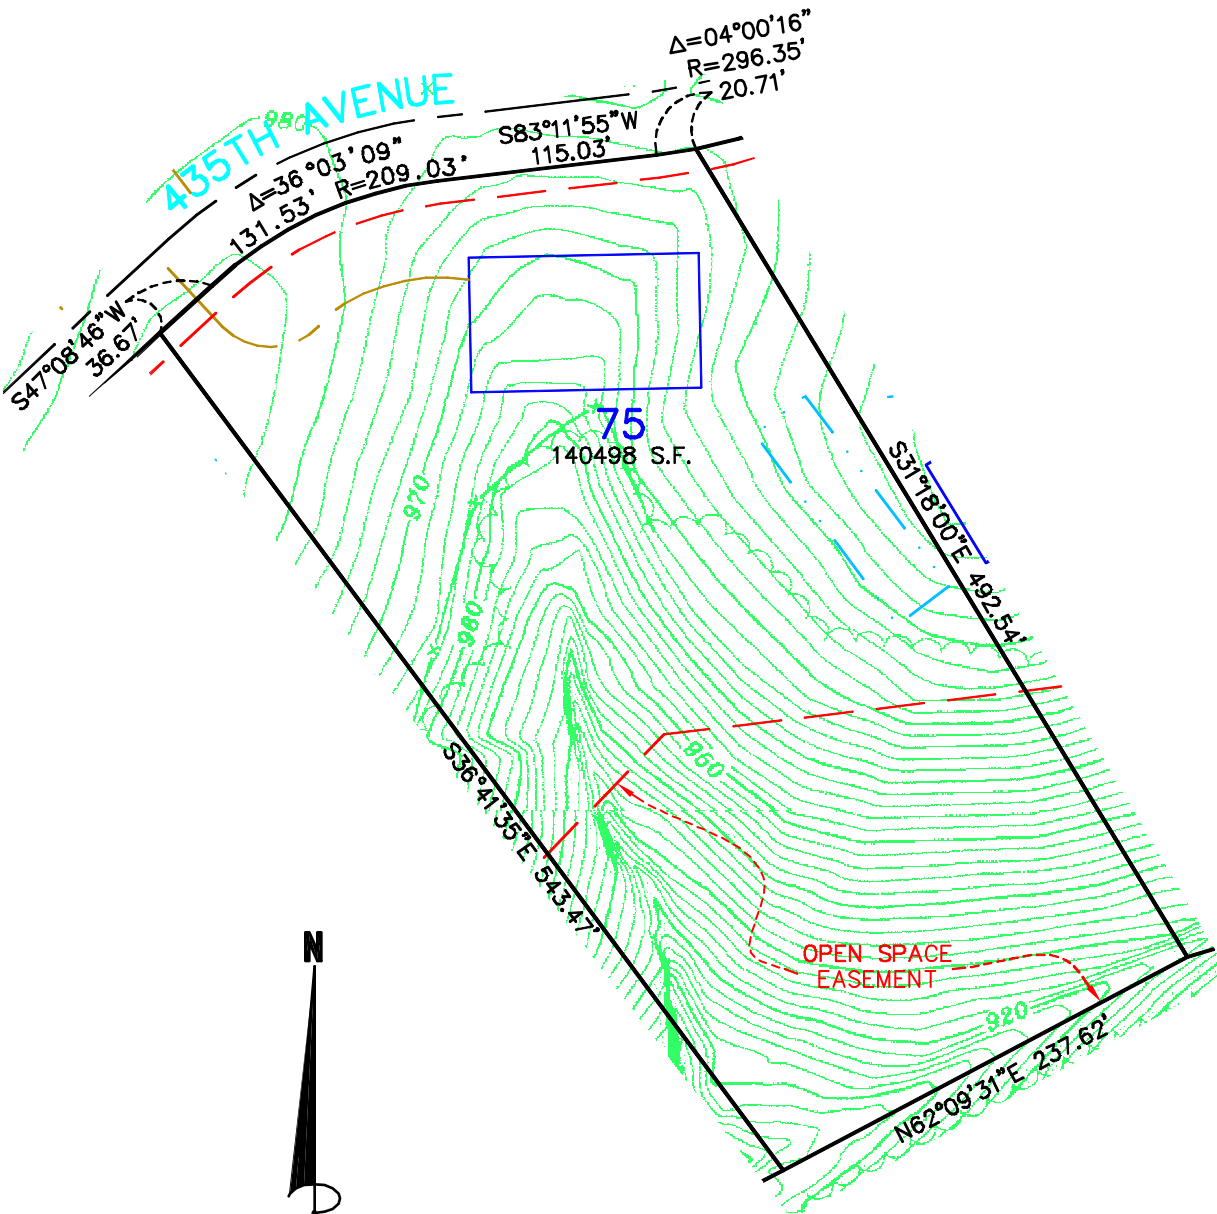 Δ=04°00'16"
R=296.35'
20.71'
435TH AVENUE
980
S83°11'55"W
115.03'
Δ=36°03'09"
R=209.03'
131.53'
S47°08'46"W
36.67'
75
140498 S.F.
970
S31°18'00"E 492.54'
980
960
S36°41'35"E 543.47'
N
OPEN SPACE
EASEMENT
920
N62°09'31"E 237.62'